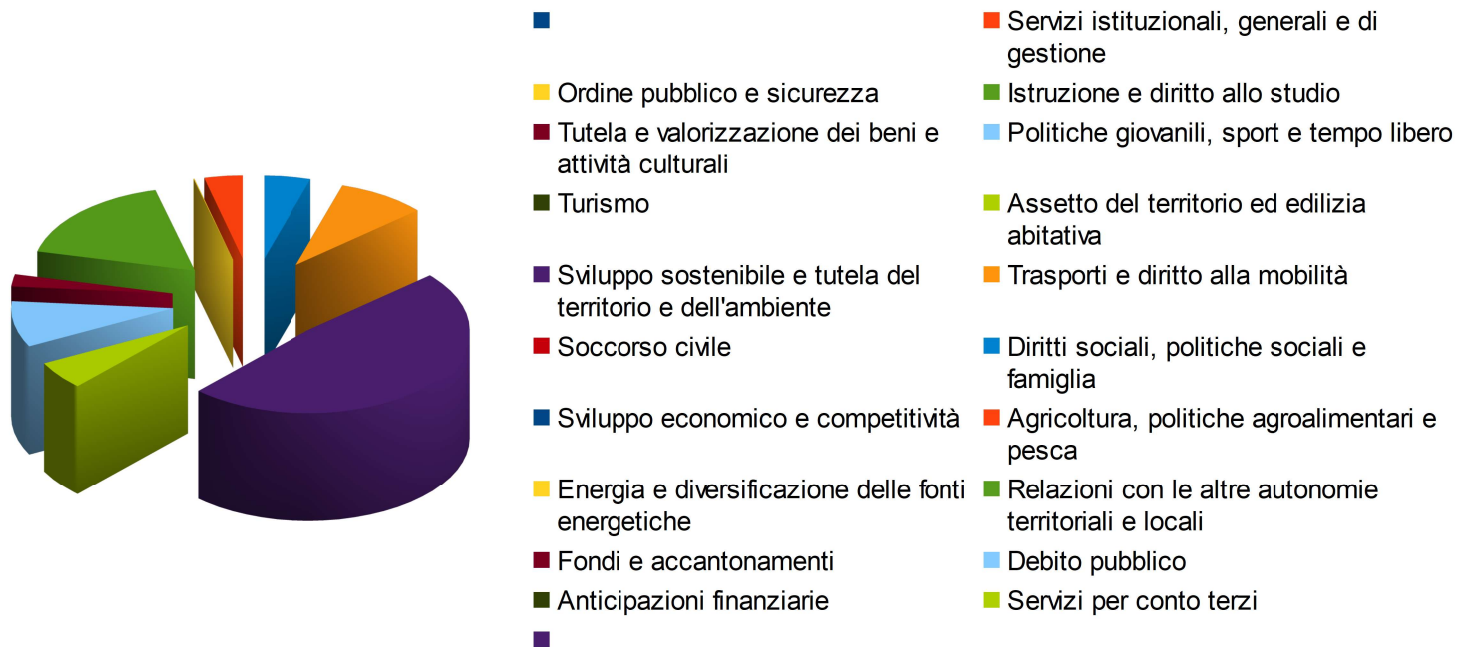 Servizi istituzionali, generali e di
gestione
Ordine pubblico e sicurezza
Istruzione e diritto allo studio
Tutela e valorizzazione dei beni e
attività culturali
Politiche giovanili, sport e tempo libero
Turismo
Assetto del territorio ed edilizia
abitativa
Sviluppo sostenibile e tutela del
territorio e dell'ambiente
Trasporti e diritto alla mobilità
Soccorso civile
Diritti sociali, politiche sociali e
famiglia
Sviluppo economico e competitività
Agricoltura, politiche agroalimentari e
pesca
Energia e diversificazione delle fonti
energetiche
Relazioni con le altre autonomie
territoriali e locali
Fondi e accantonamenti
Debito pubblico
Anticipazioni finanziarie
Servizi per conto terzi